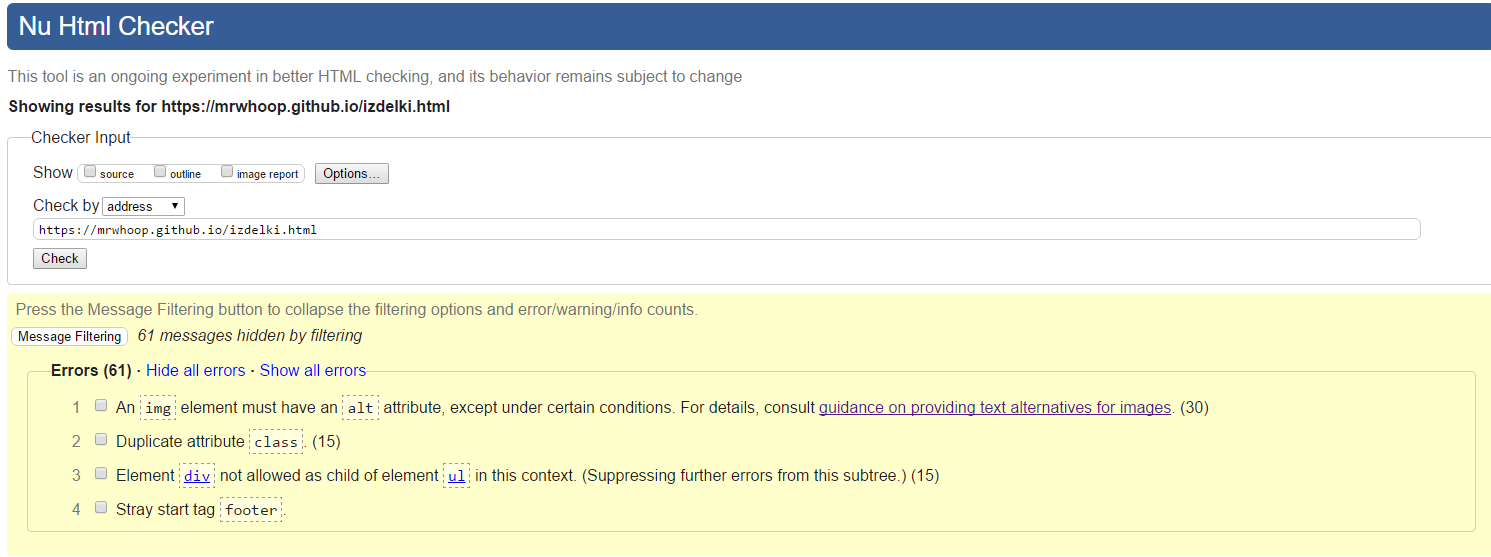 Nu Html Checker
This tool is an ongoing experiment in better HTML checking, and its behavior remains subject to change
Showing results for https://mrwhoop.github.io/izdelki.html
Checker Input
Show source outline image report Options...
Check by address
https://mrwhoop.github.io/izdelki.html
Check
Press the Message Filtering button to collapse the filtering options and error/warning/info counts.
Message Filtering 61 messages hidden by filtering
Errors (61) · Hide all errors · Show all errors
1 An img element must have an alt attribute, except under certain conditions. For details, consult guidance on providing text alternatives for images. (30)
2 Duplicate attribute class. (15)
3 Element div not allowed as child of element ul in this context. (Suppressing further errors from this subtree.) (15)
4 Stray start tag footer.